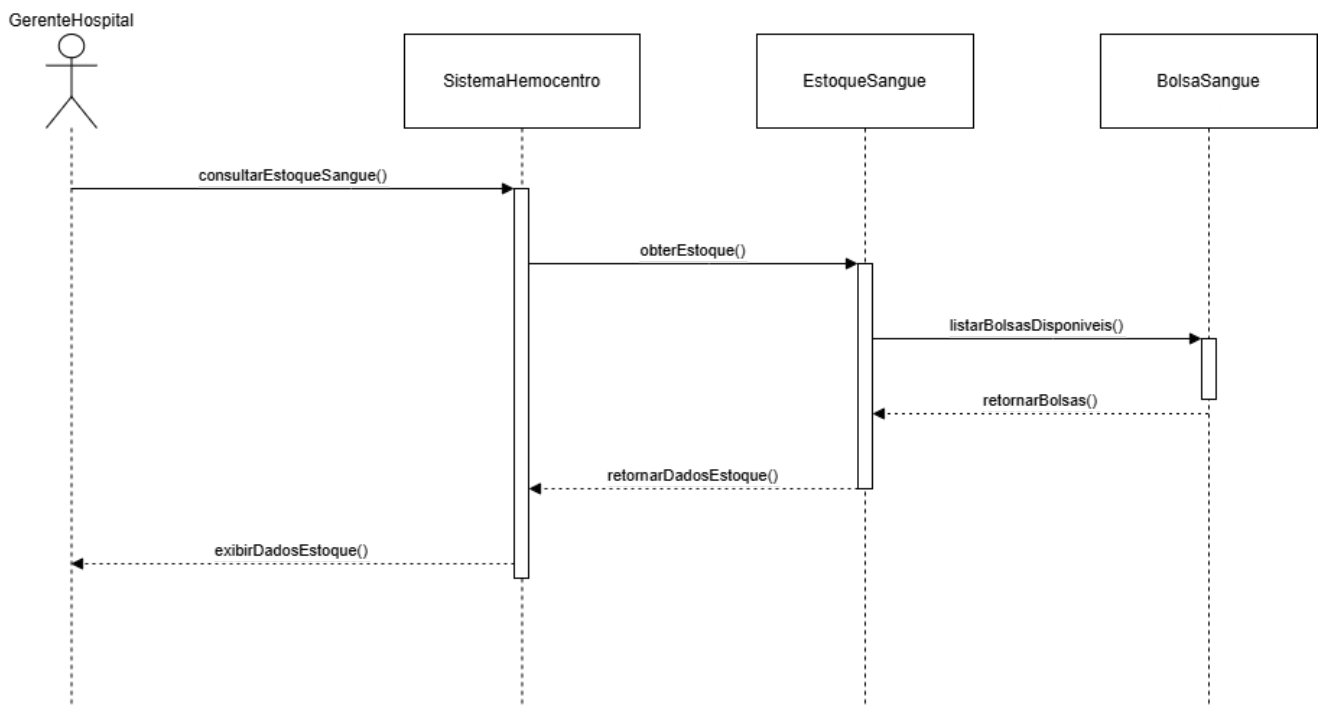 GerenteHospital
SistemaHemocentro
EstoqueSangue
BolsaSangue
consultarEstoqueSangue()
obterEstoque()
listarBolsasDisponiveis()
retornarBolsas()
retornarDadosEstoque()
exibirDadosEstoque()